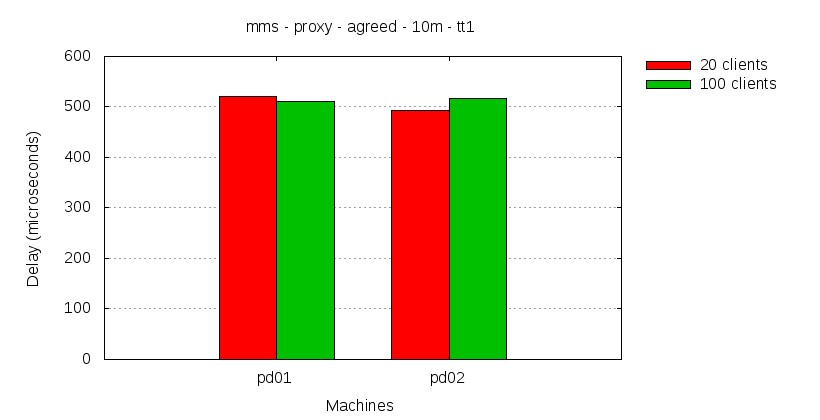 mms - proxy - agreed - 10m - tt1
600
500
400
300
200
100
0
Delay (microseconds)
pd01
pd02
Machines
20 clients
100 clients